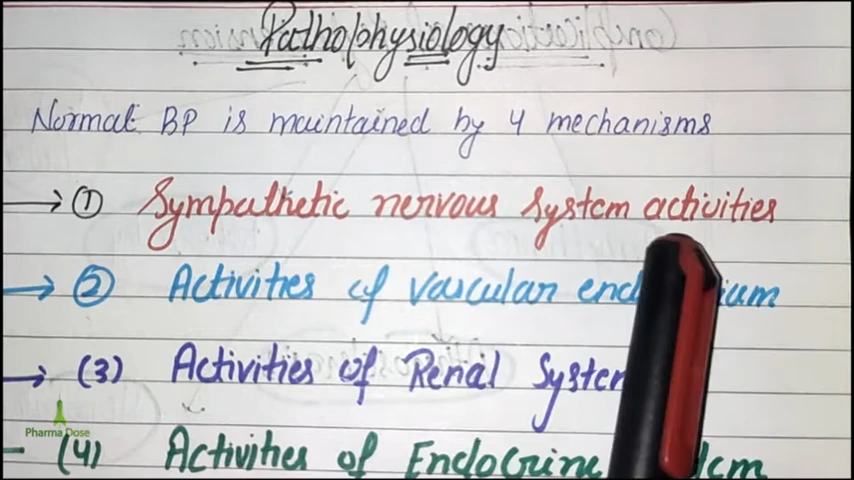 Pathophysiology
Normal BP is maintained by 4 mechanisms
→ ① Sympathetic nervous system activities
→ ② Activities of vascular
→ (3) Activities of Renal
(4) Activities of Endocrine
Pharma Dose